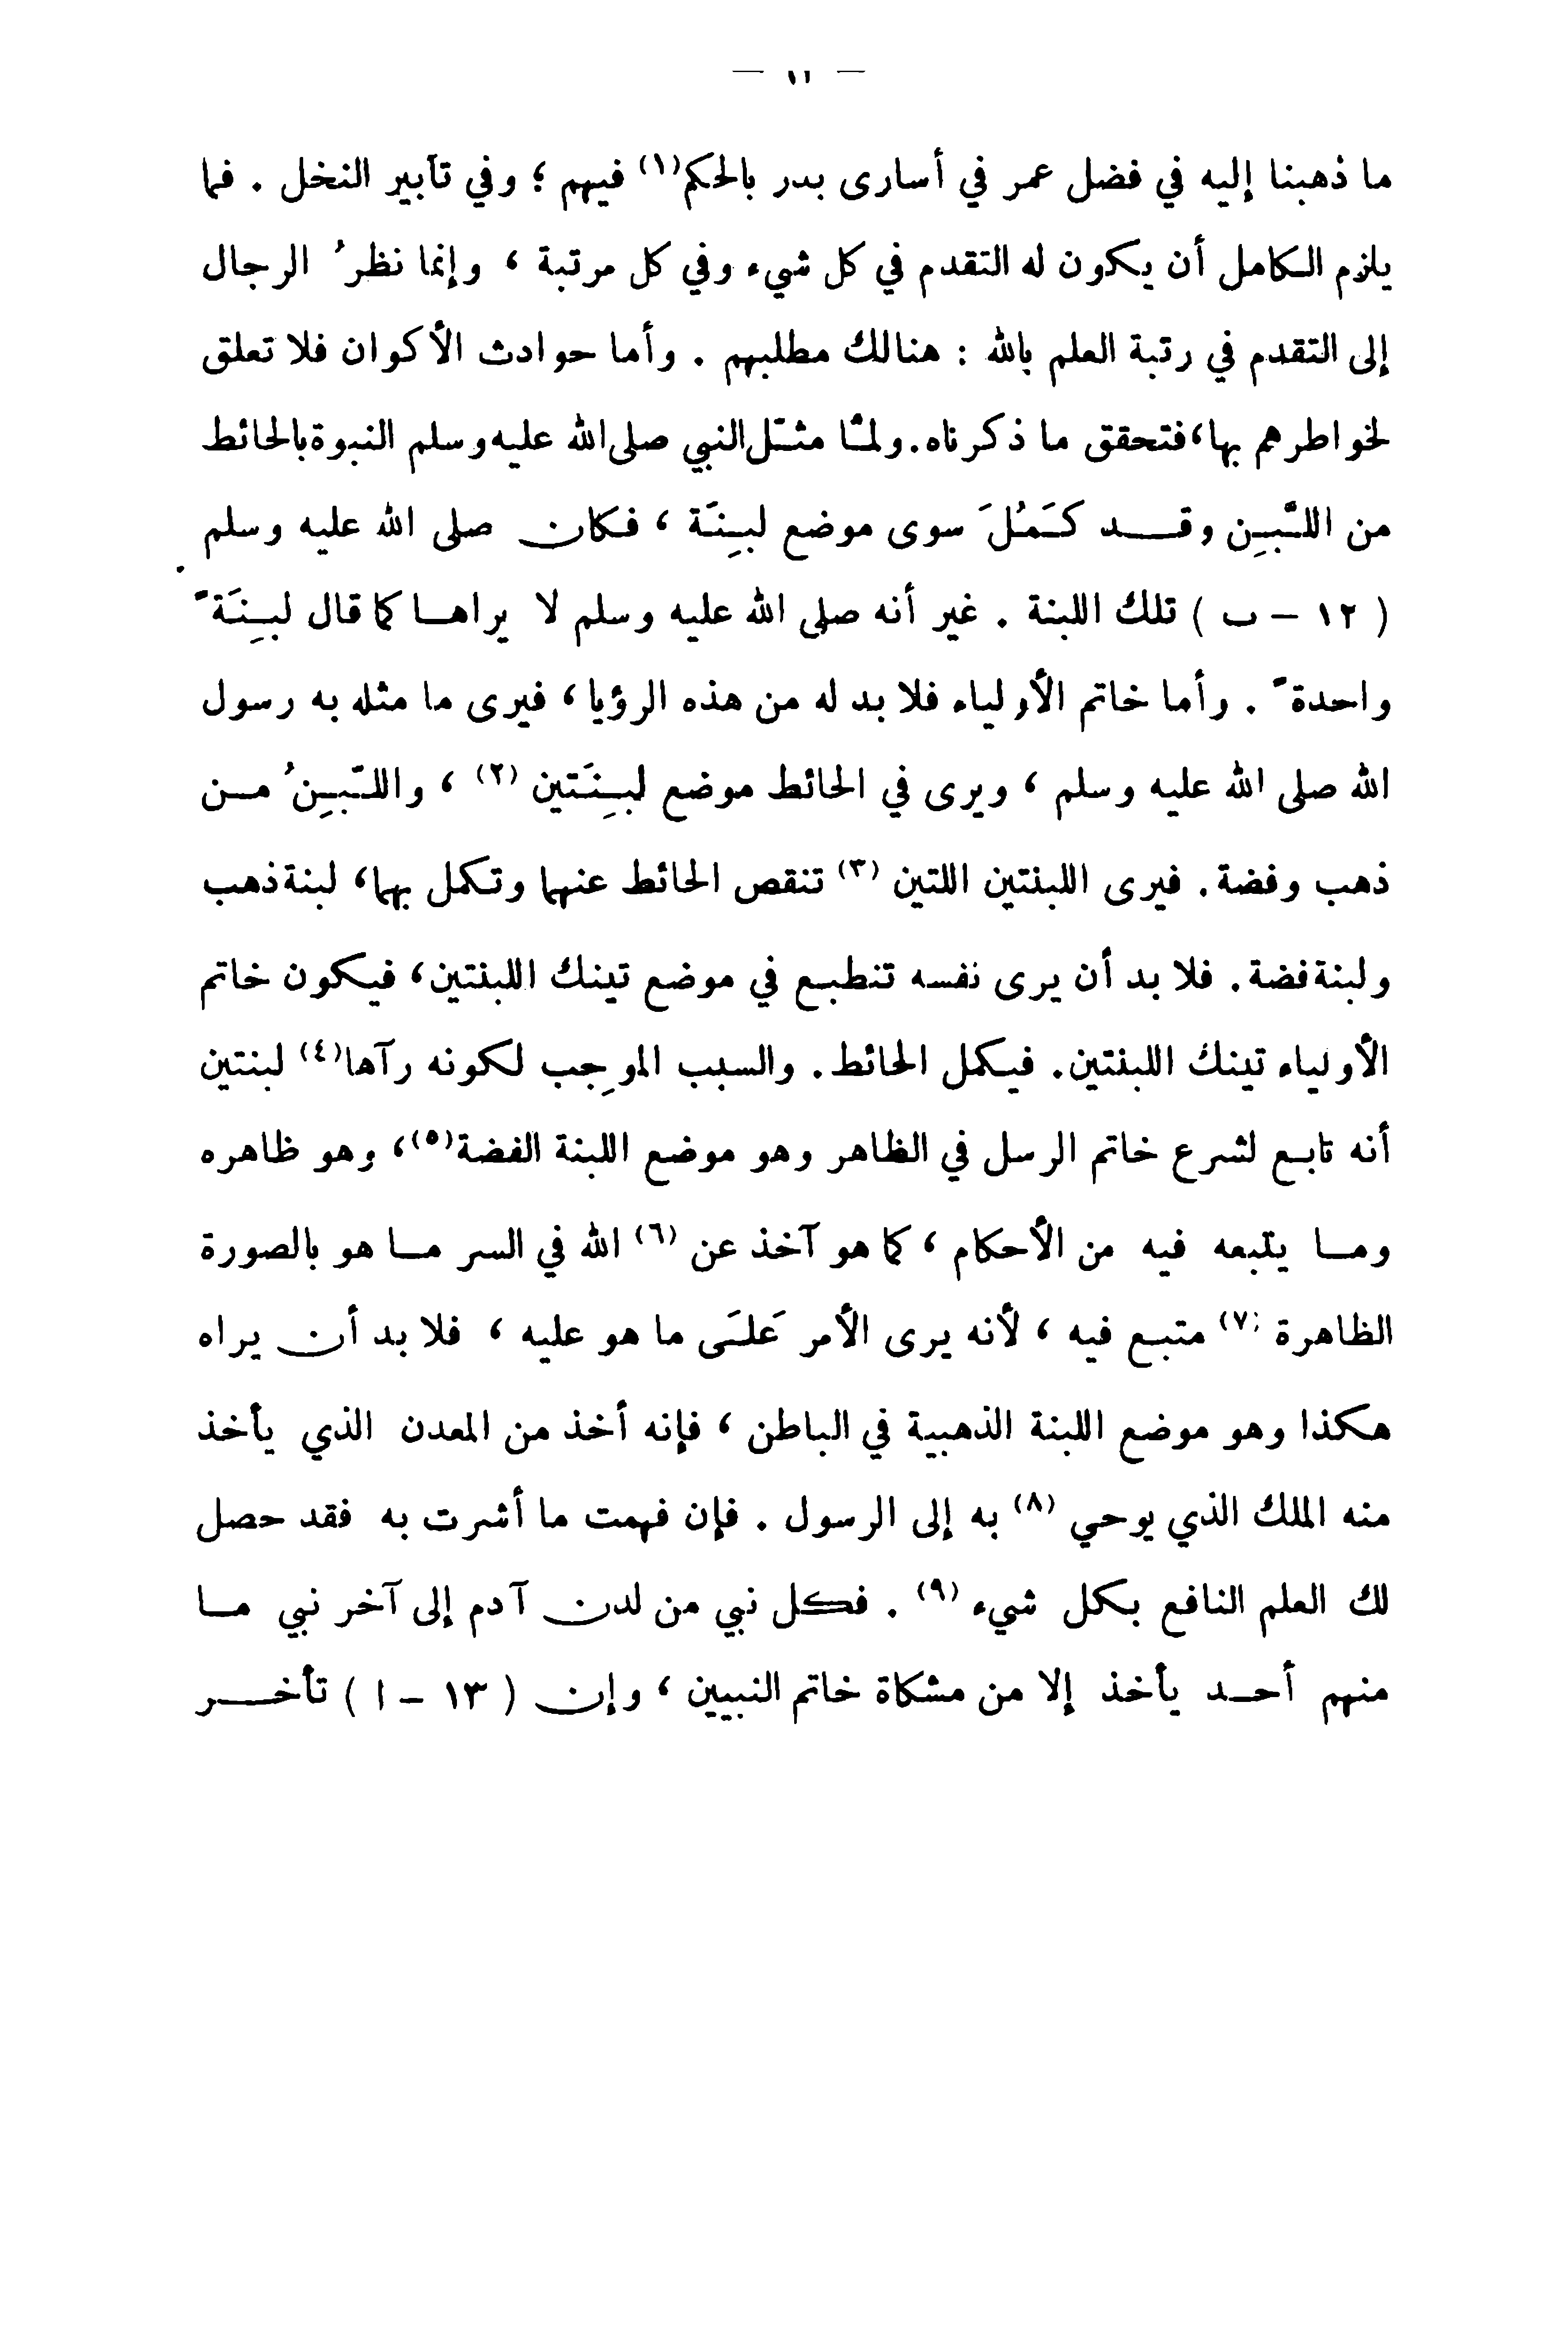 — ١١ —
ما ذهبنا إليه في فضل عمر في أسارى بدر بالحكم(١) فيهم ؛ وفي تأبير النخل . فما
يلزم الكامل أن يكون له التقدم في كل شيء وفي كل مرتبة ، وإنما نظرُ الرجال
إلى التقدم في رتبة العلم بالله : هنالك مطلبهم . وأما حوادث الأكوان فلا تعلق
لخواطرهم بها، فتحقق ما ذكرناه. ولمّا مثّل النبي صلى الله عليه وسلم النبوة بالحائط
من اللَّبِن وقد كَمُلَ سوى موضع لبِنَة ، فكان صلى الله عليه وسلم
( ١٢ – ب ) تلك اللبنة . غير أنه صلى الله عليه وسلم لا يراها كما قال لبِنَةً
واحدةً . وأما خاتم الأولياء فلا بد له من هذه الرؤيا ، فيرى ما مثله به رسول
الله صلى الله عليه وسلم ، ويرى في الحائط موضع لبِنَتين (٢) ، واللّبِنُ من
ذهب وفضة . فيرى اللبنتين اللتين (٣) تنقص الحائط عنهما وتكمل بهما، لبنة ذهب
ولبنة فضة . فلا بد أن يرى نفسه تنطبع في موضع تينك اللبنتين ، فيكون خاتم
الأولياء تينك اللبنتين. فيكمل الحائط . والسبب الموجِب لكونه رآها(٤) لبنتين
أنه تابع لشرع خاتم الرسل في الظاهر وهو موضع اللبنة الفضة(٥)، وهو ظاهره
وما يتبعه فيه من الأحكام ، كما هو آخذ عن (٦) الله في السر ما هو بالصورة
الظاهرة (٧) متبع فيه ، لأنه يرى الأمر عَلَى ما هو عليه ، فلا بد أن يراه
هكذا وهو موضع اللبنة الذهبية في الباطن ، فإنه أخذ من المعدن الذي يأخذ
منه الملك الذي يوحي (٨) به إلى الرسول . فإن فهمت ما أشرت به فقد حصل
لك العلم النافع بكل شيء (٩) . فكل نبي من لدن آدم إلى آخر نبي ما
منهم أحد يأخذ إلا من مشكاة خاتم النبيين ، وإن ( ١٣ – ا ) تأخر